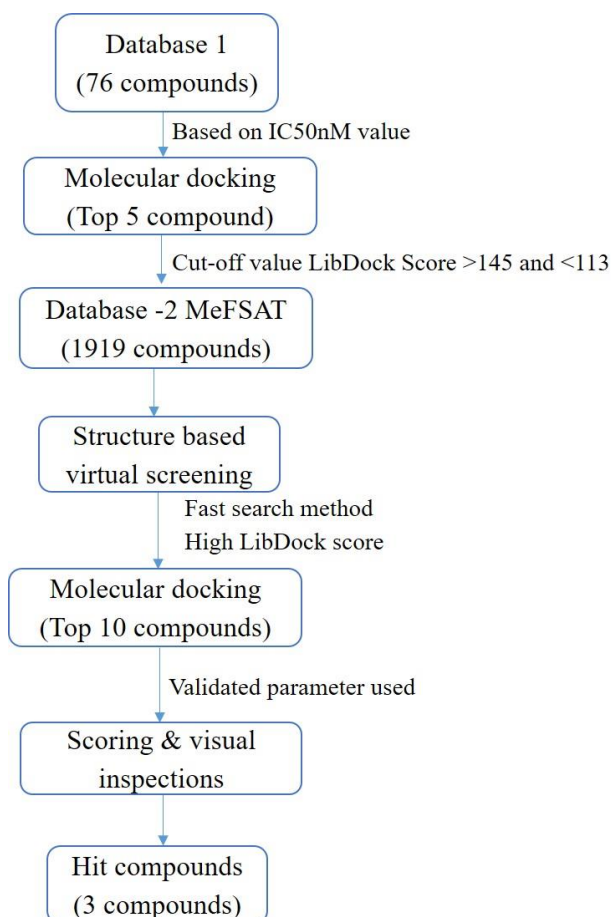 Database 1
(76 compounds)
Based on IC50nM value
Molecular docking
(Top 5 compound)
Cut-off value LibDock Score >145 and <113
Database -2 MeFSAT
(1919 compounds)
Structure based
virtual screening
Fast search method
High LibDock score
Molecular docking
(Top 10 compounds)
Validated parameter used
Scoring & visual
inspections
Hit compounds
(3 compounds)